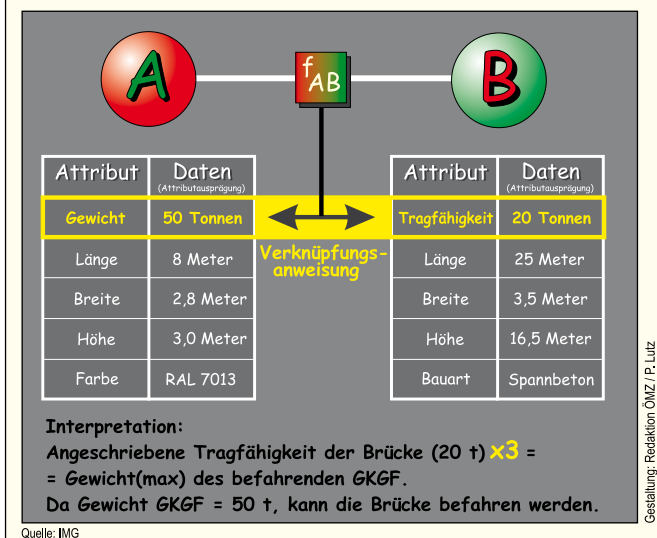 A
f
AB
B
Attribut
Daten
(Attributausprägung)
Gewicht
50 Tonnen
Länge
8 Meter
Breite
2,8 Meter
Höhe
3,0 Meter
Farbe
RAL 7013
Verknüpfungs-
anweisung
Attribut
Daten
(Attributausprägung)
Tragfähigkeit
20 Tonnen
Länge
25 Meter
Breite
3,5 Meter
Höhe
16,5 Meter
Bauart
Spannbeton
Interpretation:
Angeschriebene Tragfähigkeit der Brücke (20 t) x3 =
= Gewicht(max) des befahrenden GKGF.
Da Gewicht GKGF = 50 t, kann die Brücke befahren werden.
Quelle: IMG
Gestaltung: Redaktion ÖMZ / P. Lutz